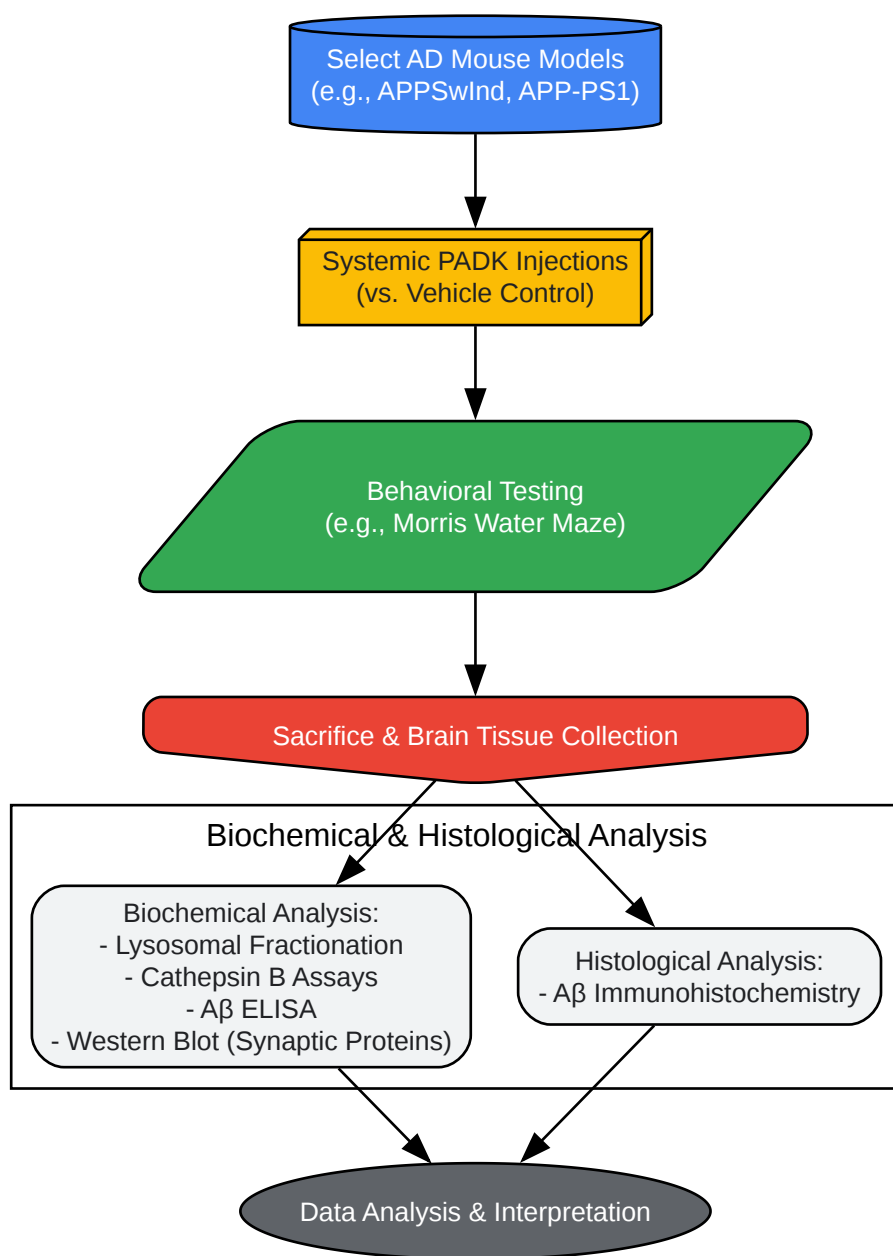 Select AD Mouse Models
(e.g., APPSwInd, APP-PS1)
Systemic PADK Injections
(vs. Vehicle Control)
Behavioral Testing
(e.g., Morris Water Maze)
Sacrifice & Brain Tissue Collection
Biochemical & Histological Analysis
Biochemical Analysis:
- Lysosomal Fractionation
- Cathepsin B Assays
- Aβ ELISA
- Western Blot (Synaptic Proteins)
Histological Analysis:
- Aβ Immunohistochemistry
Data Analysis & Interpretation